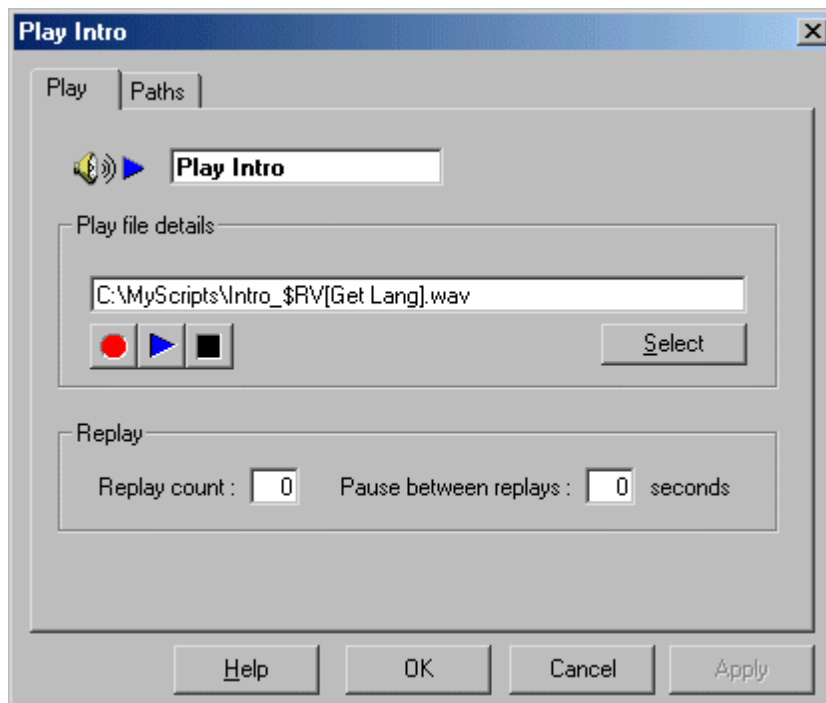 Play Intro
Play Paths
Play Intro
Play file details
C:\MyScripts\Intro_$RV[Get Lang].wav
Select
Replay
Replay count : 0 Pause between replays : 0 seconds
Help OK Cancel Apply